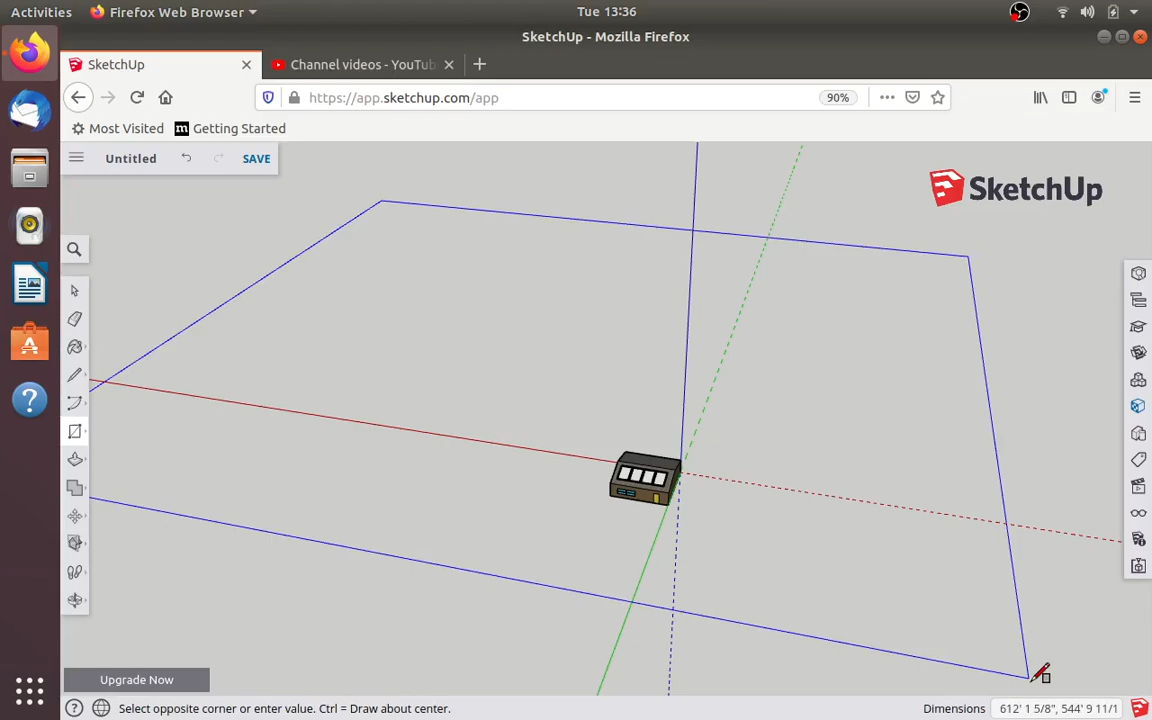 Activities
Firefox Web Browser
Tue 13:36
SketchUp - Mozilla Firefox
SketchUp
Channel videos - YouTub
https://app.sketchup.com/app
90%
Most Visited
m Getting Started
Untitled
SAVE
SketchUp
Upgrade Now
Select opposite corner or enter value. Ctrl = Draw about center.
Dimensions
612' 1 5/8", 544' 9 11/1